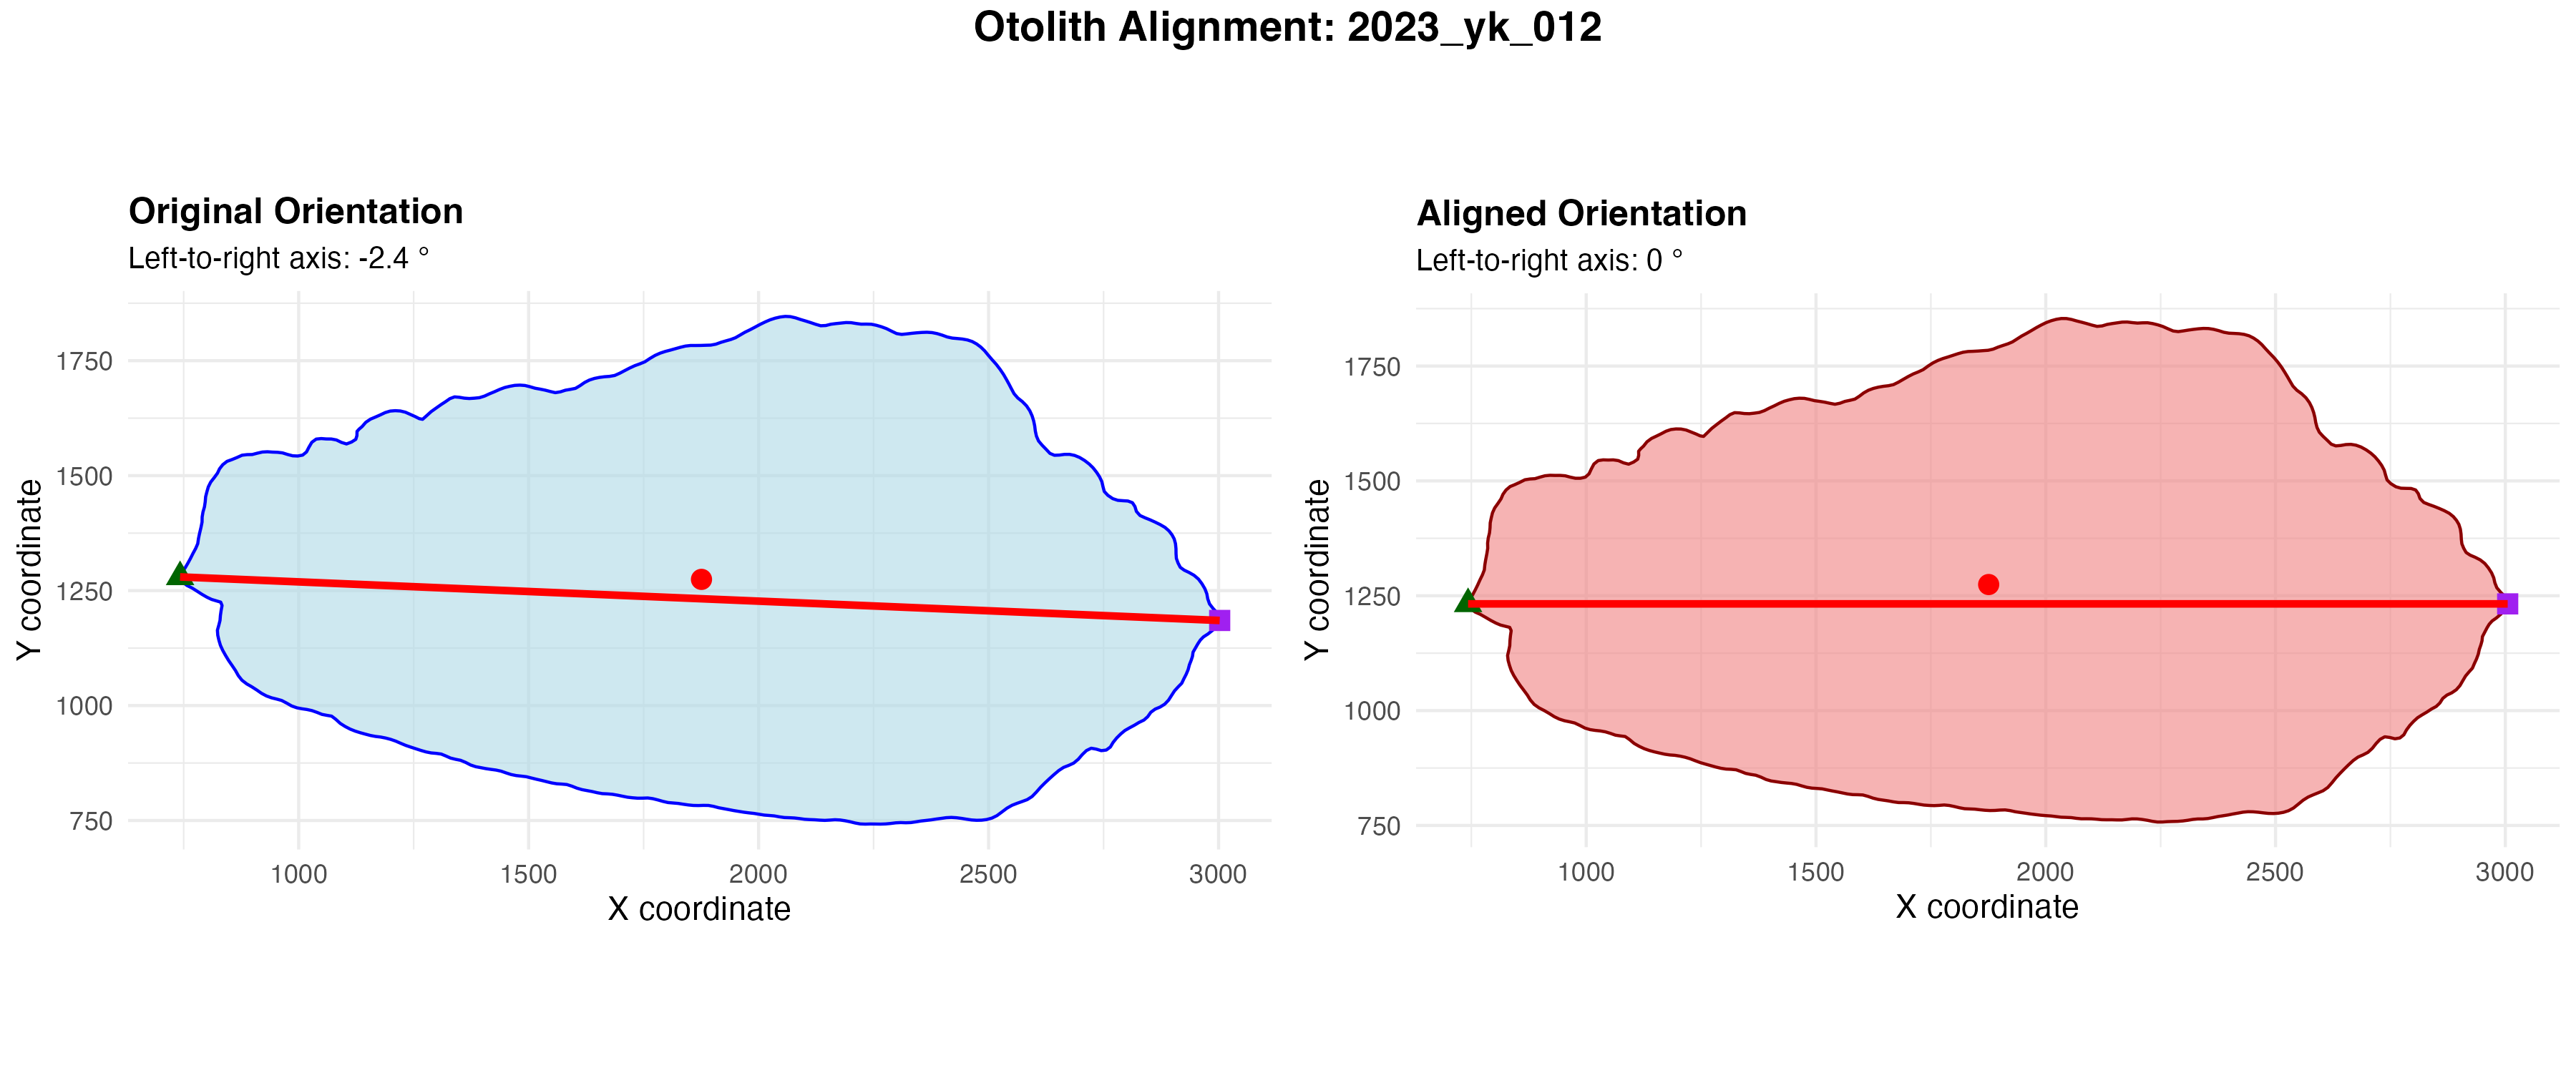 Otolith Alignment: 2023_yk_012
Original Orientation
Left-to-right axis: -2.4 °
1750
1500
1250
1000
750
Y coordinate
1000 1500 2000 2500 3000
X coordinate
Aligned Orientation
Left-to-right axis: 0 °
1750
1500
1250
1000
750
Y coordinate
1000 1500 2000 2500 3000
X coordinate